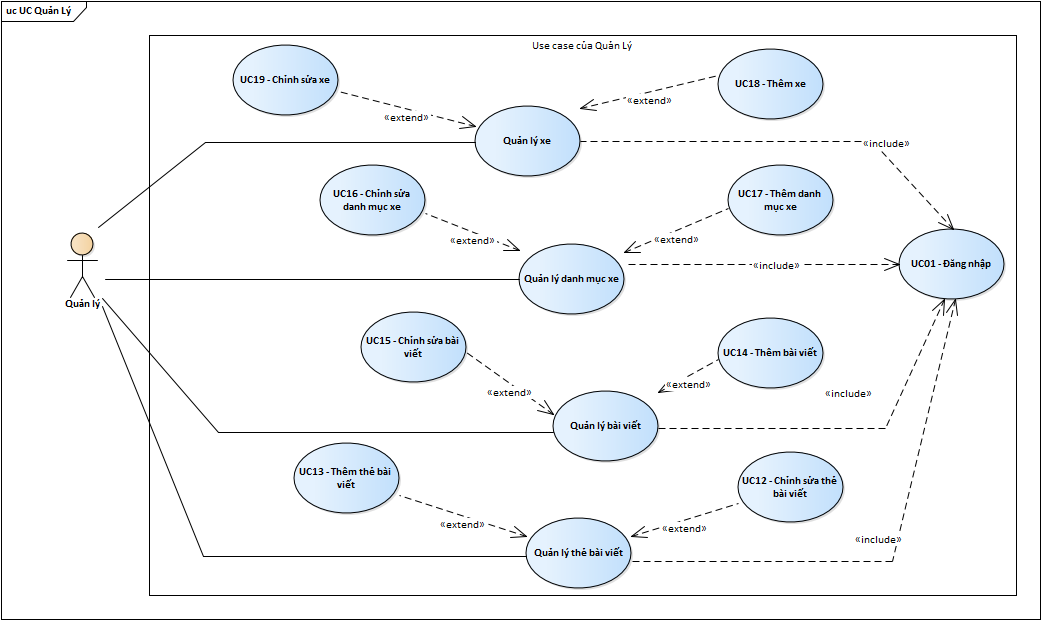 uc UC Quản Lý
Use case của Quản Lý
UC19 - Chỉnh sửa xe
UC18 - Thêm xe
«extend»
«extend»
Quản lý xe
«include»
UC16 - Chỉnh sửa
danh mục xe
UC17 - Thêm danh
mục xe
«extend»
«extend»
Quản lý danh mục xe
«include»
UC01 - Đăng nhập
Quản lý
UC15 - Chỉnh sửa bài
viết
UC14 - Thêm bài viết
«extend»
«extend»
«include»
Quản lý bài viết
UC13 - Thêm thẻ bài
viết
UC12 - Chỉnh sửa thẻ
bài viết
«extend»
«extend»
«include»
Quản lý thẻ bài viết